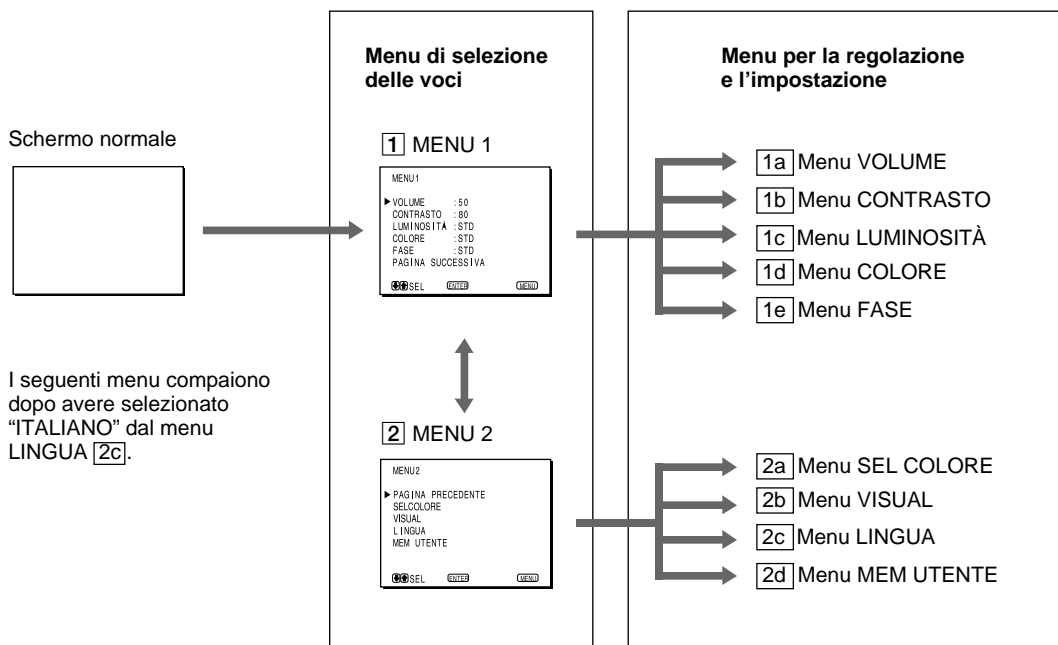 Menu di selezione
delle voci
Menu per la regolazione
e l'impostazione
Schermo normale
1 MENU 1
MENU1
VOLUME :50
CONTRASTO :80
LUMINOSITÀ :STD
COLORE :STD
FASE :STD
PAGINA SUCCESSIVA
SEL ENTER MENU
1a Menu VOLUME
1b Menu CONTRASTO
1c Menu LUMINOSITÀ
1d Menu COLORE
1e Menu FASE
I seguenti menu compaiono
dopo avere selezionato
“ITALIANO” dal menu
LINGUA 2c.
2 MENU 2
MENU2
PAGINA PRECEDENTE
SELCOLORE
VISUAL
LINGUA
MEM UTENTE
SEL ENTER MENU
2a Menu SEL COLORE
2b Menu VISUAL
2c Menu LINGUA
2d Menu MEM UTENTE